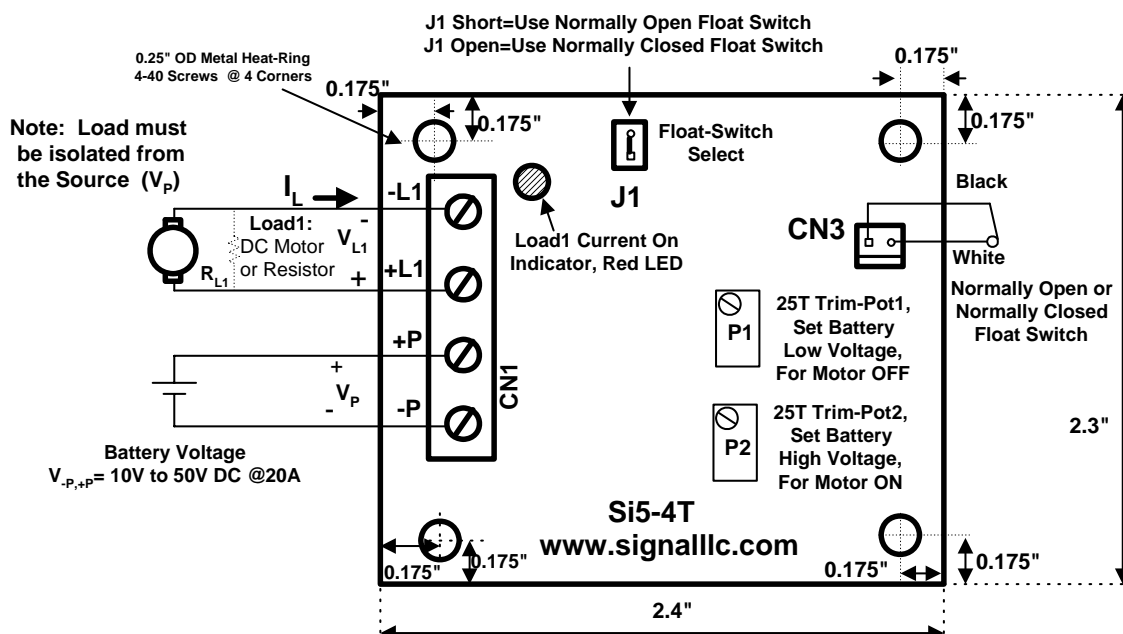 J1 Short=Use Normally Open Float Switch
J1 Open=Use Normally Closed Float Switch
0.25" OD Metal Heat-Ring
4-40 Screws @ 4 Corners
0.175"
0.175"
0.175"
0.175"
Note: Load must
be isolated from
the Source (VP)
Float-Switch
Select
J1
IL
-L1
-
VL1
+
Load1:
DC Motor
or Resistor
RL1
+L1
Load1 Current On
Indicator, Red LED
Black
CN3
White
Normally Open or
Normally Closed
Float Switch
P1
25T Trim-Pot1,
Set Battery
Low Voltage,
For Motor OFF
+P
+
VP
-
-P
CN1
P2
25T Trim-Pot2,
Set Battery
High Voltage,
For Motor ON
2.3"
Battery Voltage
V-P,+P= 10V to 50V DC @20A
Si5-4T
www.signalllc.com
0.175"
0.175"
0.175"
0.175"
2.4"